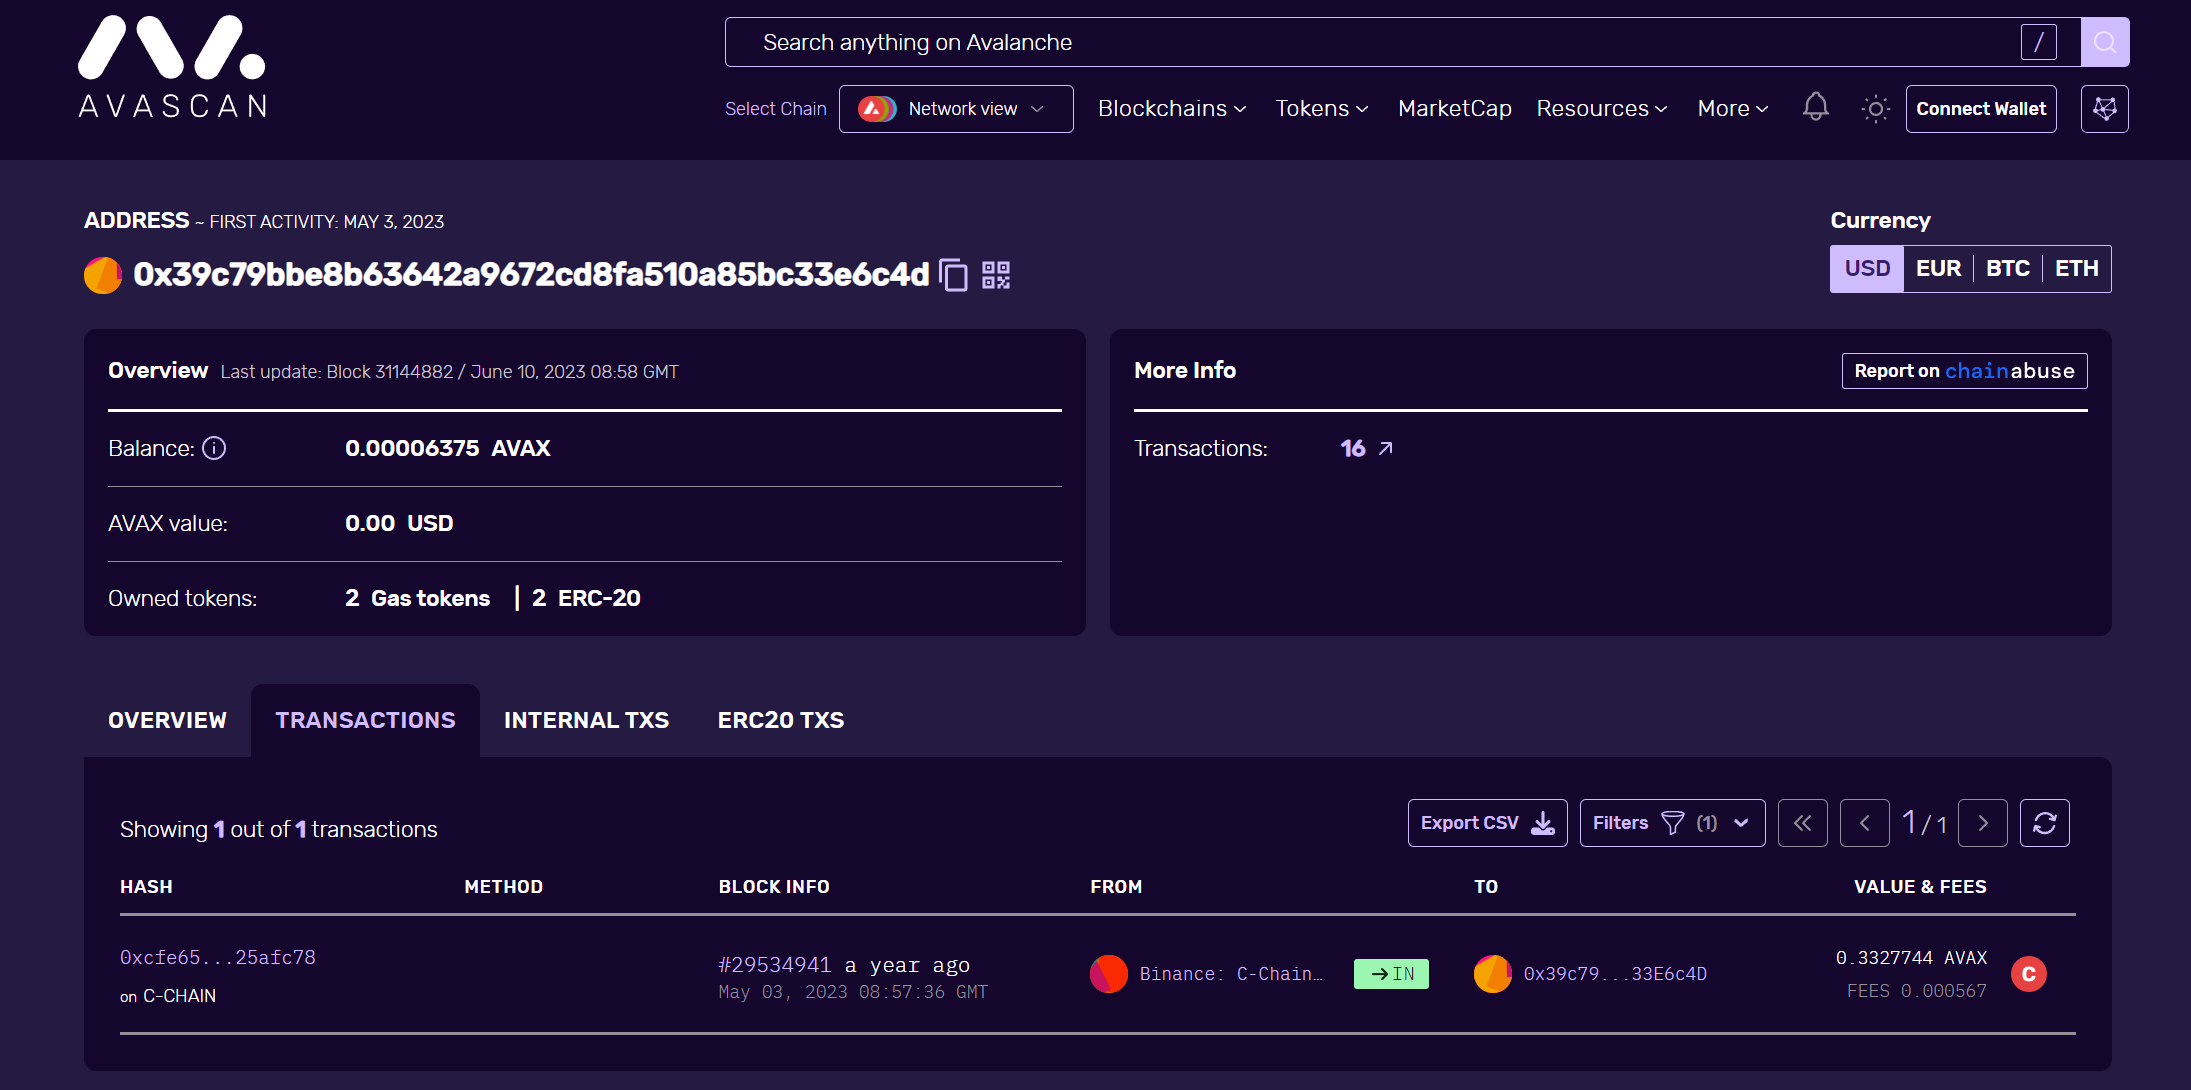 AVASCAN
Search anything on Avalanche /
Select Chain Network view Blockchains Tokens MarketCap Resources More Connect Wallet
ADDRESS ~ FIRST ACTIVITY: MAY 3, 2023
Currency
0x39c79bbe8b63642a9672cd8fa510a85bc33e6c4d
USD EUR BTC ETH
Overview Last update: Block 31144882 / June 10, 2023 08:58 GMT
Balance: 0.00006375 AVAX
AVAX value: 0.00 USD
Owned tokens: 2 Gas tokens | 2 ERC-20
More Info Report on chainabuse
Transactions: 16
OVERVIEW TRANSACTIONS INTERNAL TXS ERC20 TXS
Showing 1 out of 1 transactions
Export CSV Filters (1) 1 / 1
HASH METHOD BLOCK INFO FROM TO VALUE & FEES
0xcfe65...25afc78
on C-CHAIN
#29534941 a year ago
May 03, 2023 08:57:36 GMT
Binance: C-Chain… IN 0x39c79...33E6c4D
0.3327744 AVAX
FEES 0.000567
C